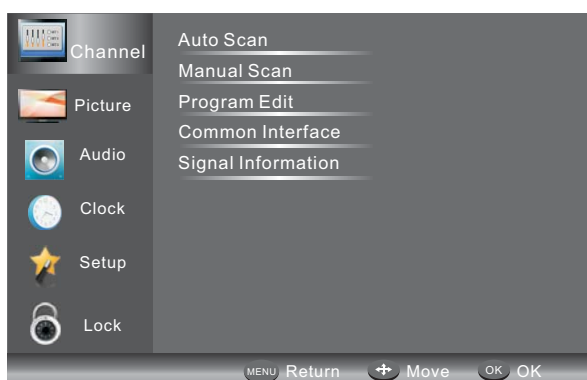 Channel
Picture
Audio
Clock
Setup
Lock
Auto Scan
Manual Scan
Program Edit
Common Interface
Signal Information
MENU Return
Move
OK OK